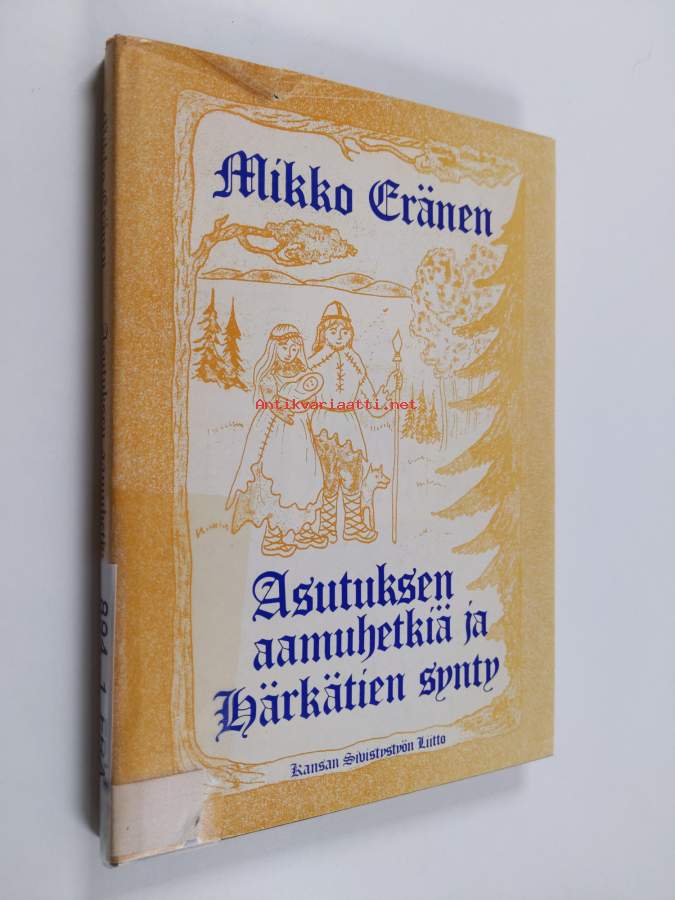 Mikko Eränen
Antikvariaatti.net
Asutuksen
aamuhetkiä ja
Härkätien synty
Kansan Sivistystyön Liitto